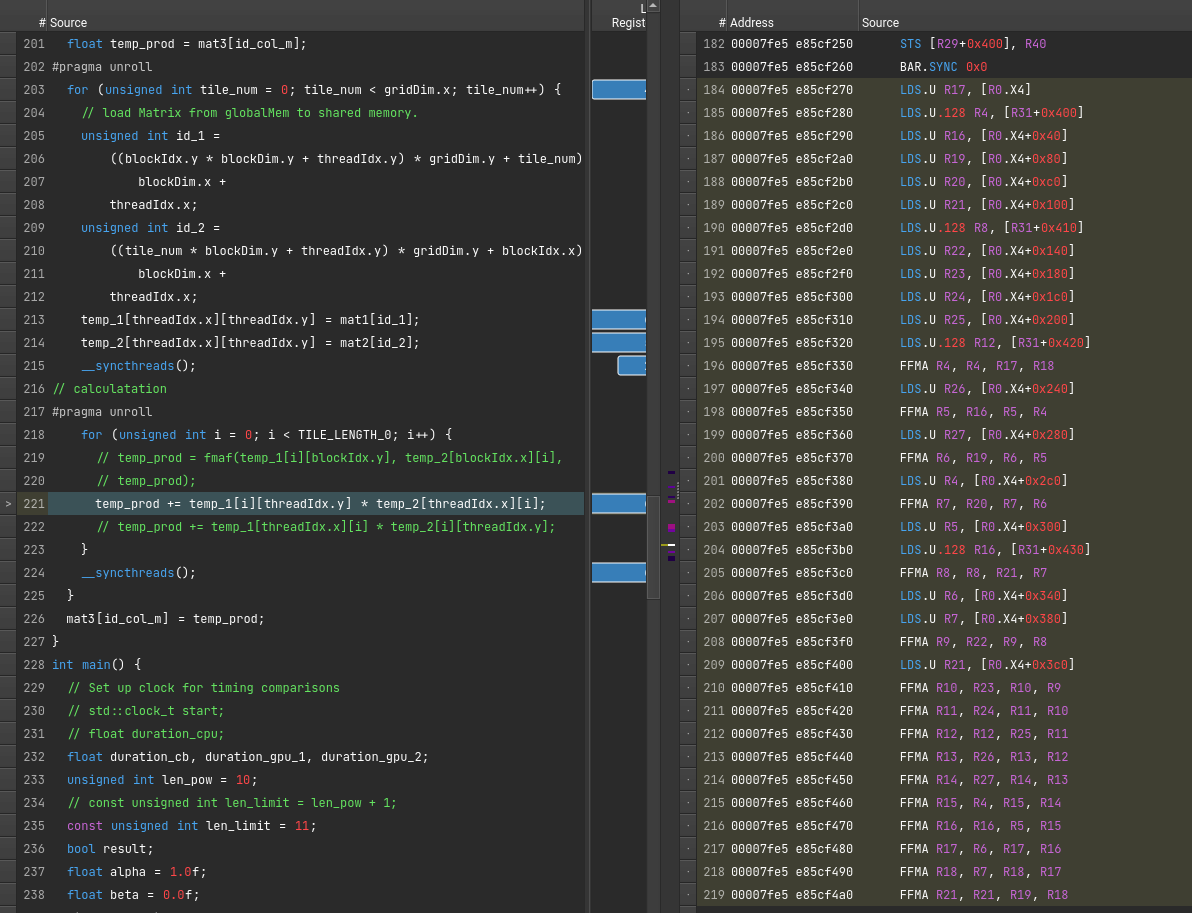 # Source
L
Regist
201 float temp_prod = mat3[id_col_m];
202 #pragma unroll
203 for (unsigned int tile_num = 0; tile_num < gridDim.x; tile_num++) {
204 // load Matrix from globalMem to shared memory.
205 unsigned int id_1 =
206 ((blockIdx.y * blockDim.y + threadIdx.y) * gridDim.y + tile_num)
207 blockDim.x +
208 threadIdx.x;
209 unsigned int id_2 =
210 ((tile_num * blockDim.y + threadIdx.y) * gridDim.y + blockIdx.x)
211 blockDim.x +
212 threadIdx.x;
213 temp_1[threadIdx.x][threadIdx.y] = mat1[id_1];
214 temp_2[threadIdx.x][threadIdx.y] = mat2[id_2];
215 __syncthreads();
216 // calculatation
217 #pragma unroll
218 for (unsigned int i = 0; i < TILE_LENGTH_0; i++) {
219 // temp_prod = fmaf(temp_1[i][blockIdx.y], temp_2[blockIdx.x][i],
220 // temp_prod);
> 221 temp_prod += temp_1[i][threadIdx.y] * temp_2[threadIdx.x][i];
222 // temp_prod += temp_1[threadIdx.x][i] * temp_2[i][threadIdx.y];
223 }
224 __syncthreads();
225 }
226 mat3[id_col_m] = temp_prod;
227 }
228 int main() {
229 // Set up clock for timing comparisons
230 // std::clock_t start;
231 // float duration_cpu;
232 float duration_cb, duration_gpu_1, duration_gpu_2;
233 unsigned int len_pow = 10;
234 // const unsigned int len_limit = len_pow + 1;
235 const unsigned int len_limit = 11;
236 bool result;
237 float alpha = 1.0f;
238 float beta = 0.0f;
# Address Source
182 00007fe5 e85cf250 STS [R29+0x400], R40
183 00007fe5 e85cf260 BAR.SYNC 0x0
184 00007fe5 e85cf270 LDS.U R17, [R0.X4]
185 00007fe5 e85cf280 LDS.U.128 R4, [R31+0x400]
186 00007fe5 e85cf290 LDS.U R16, [R0.X4+0x40]
187 00007fe5 e85cf2a0 LDS.U R19, [R0.X4+0x80]
188 00007fe5 e85cf2b0 LDS.U R20, [R0.X4+0xc0]
189 00007fe5 e85cf2c0 LDS.U R21, [R0.X4+0x100]
190 00007fe5 e85cf2d0 LDS.U.128 R8, [R31+0x410]
191 00007fe5 e85cf2e0 LDS.U R22, [R0.X4+0x140]
192 00007fe5 e85cf2f0 LDS.U R23, [R0.X4+0x180]
193 00007fe5 e85cf300 LDS.U R24, [R0.X4+0x1c0]
194 00007fe5 e85cf310 LDS.U R25, [R0.X4+0x200]
195 00007fe5 e85cf320 LDS.U.128 R12, [R31+0x420]
196 00007fe5 e85cf330 FFMA R4, R4, R17, R18
197 00007fe5 e85cf340 LDS.U R26, [R0.X4+0x240]
198 00007fe5 e85cf350 FFMA R5, R16, R5, R4
199 00007fe5 e85cf360 LDS.U R27, [R0.X4+0x280]
200 00007fe5 e85cf370 FFMA R6, R19, R6, R5
201 00007fe5 e85cf380 LDS.U R4, [R0.X4+0x2c0]
202 00007fe5 e85cf390 FFMA R7, R20, R7, R6
203 00007fe5 e85cf3a0 LDS.U R5, [R0.X4+0x300]
204 00007fe5 e85cf3b0 LDS.U.128 R16, [R31+0x430]
205 00007fe5 e85cf3c0 FFMA R8, R8, R21, R7
206 00007fe5 e85cf3d0 LDS.U R6, [R0.X4+0x340]
207 00007fe5 e85cf3e0 LDS.U R7, [R0.X4+0x380]
208 00007fe5 e85cf3f0 FFMA R9, R22, R9, R8
209 00007fe5 e85cf400 LDS.U R21, [R0.X4+0x3c0]
210 00007fe5 e85cf410 FFMA R10, R23, R10, R9
211 00007fe5 e85cf420 FFMA R11, R24, R11, R10
212 00007fe5 e85cf430 FFMA R12, R12, R25, R11
213 00007fe5 e85cf440 FFMA R13, R26, R13, R12
214 00007fe5 e85cf450 FFMA R14, R27, R14, R13
215 00007fe5 e85cf460 FFMA R15, R4, R15, R14
216 00007fe5 e85cf470 FFMA R16, R16, R5, R15
217 00007fe5 e85cf480 FFMA R17, R6, R17, R16
218 00007fe5 e85cf490 FFMA R18, R7, R18, R17
219 00007fe5 e85cf4a0 FFMA R21, R21, R19, R18